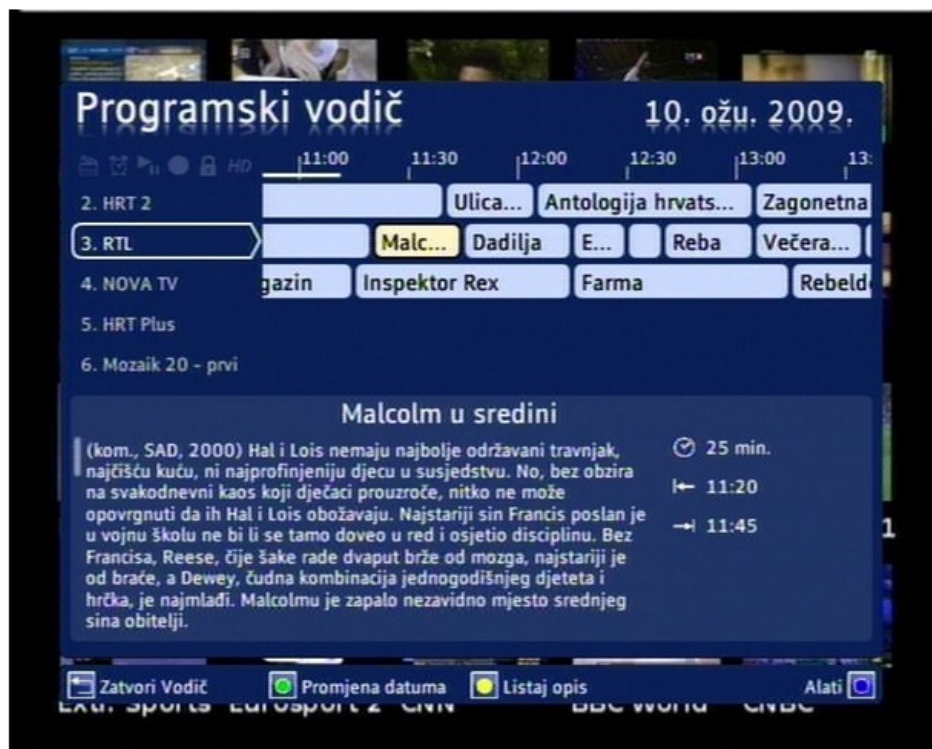 Programski vodič
10. ožu. 2009.
HD
11:00 11:30 12:00 12:30 13:00 13:
2. HRT 2 Ulica... Antologija hrvats... Zagonetna
3. RTL Malc... Dadilja E... Reba Večera...
4. NOVA TV gazin Inspektor Rex Farma Rebeld
5. HRT Plus
6. Mozaik 20 - prvi
Malcolm u sredini
(kom., SAD, 2000) Hal i Lois nemaju najbolje održavani travnjak,
najčišću kuću, ni najprofinjeniju djecu u susjedstvu. No, bez obzira
na svakodnevni kaos koji dječaci prouzroče, nitko ne može
opovrgnuti da ih Hal i Lois obožavaju. Najstariji sin Francis poslan je
u vojnu školu ne bi li se tamo doveo u red i osjetio disciplinu. Bez
Francisa, Reese, čije šake rade dvaput brže od mozga, najstariji je
od braće, a Dewey, čudna kombinacija jednogodišnjeg djeteta i
hrčka, je najmlađi. Malcolmu je zapalo nezavidno mjesto srednjeg
sina obitelji.
25 min.
11:20
11:45
1
Zatvori Vodič Promjena datuma Listaj opis Alati
Extr. Sports Eurosport 2 CNN BBC World CNBC